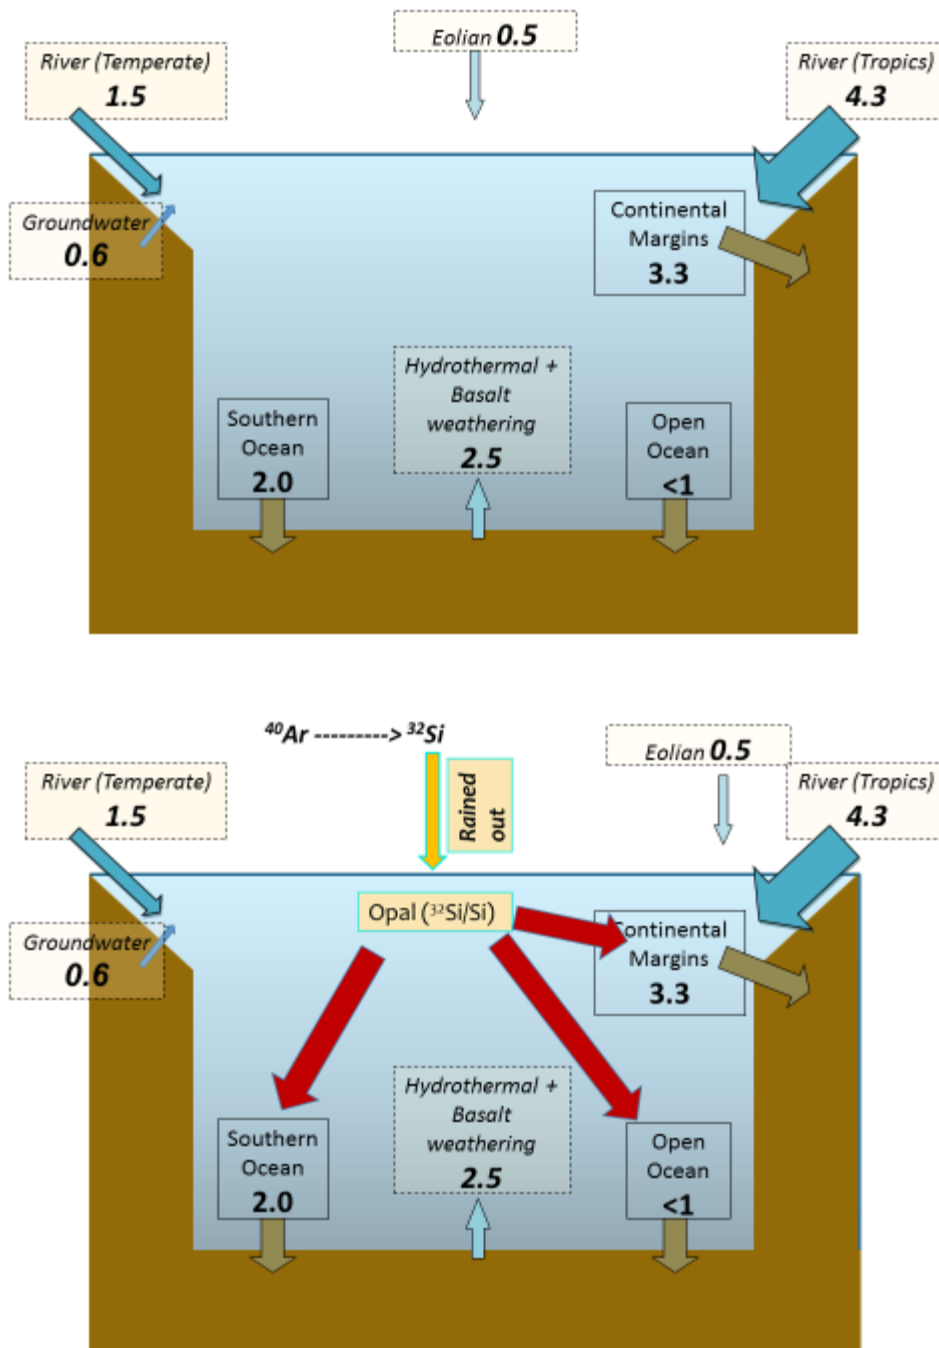 Eolian 0.5
River (Temperate)
1.5
River (Tropics)
4.3
Groundwater
0.6
Continental
Margins
3.3
Hydrothermal +
Basalt
weathering
2.5
Southern
Ocean
2.0
Open
Ocean
<1
⁴⁰Ar ---------> ³²Si
Rained
out
Eolian 0.5
River (Temperate)
1.5
River (Tropics)
4.3
Opal (³²Si/Si)
Groundwater
0.6
Continental
Margins
3.3
Hydrothermal +
Basalt
weathering
2.5
Southern
Ocean
2.0
Open
Ocean
<1